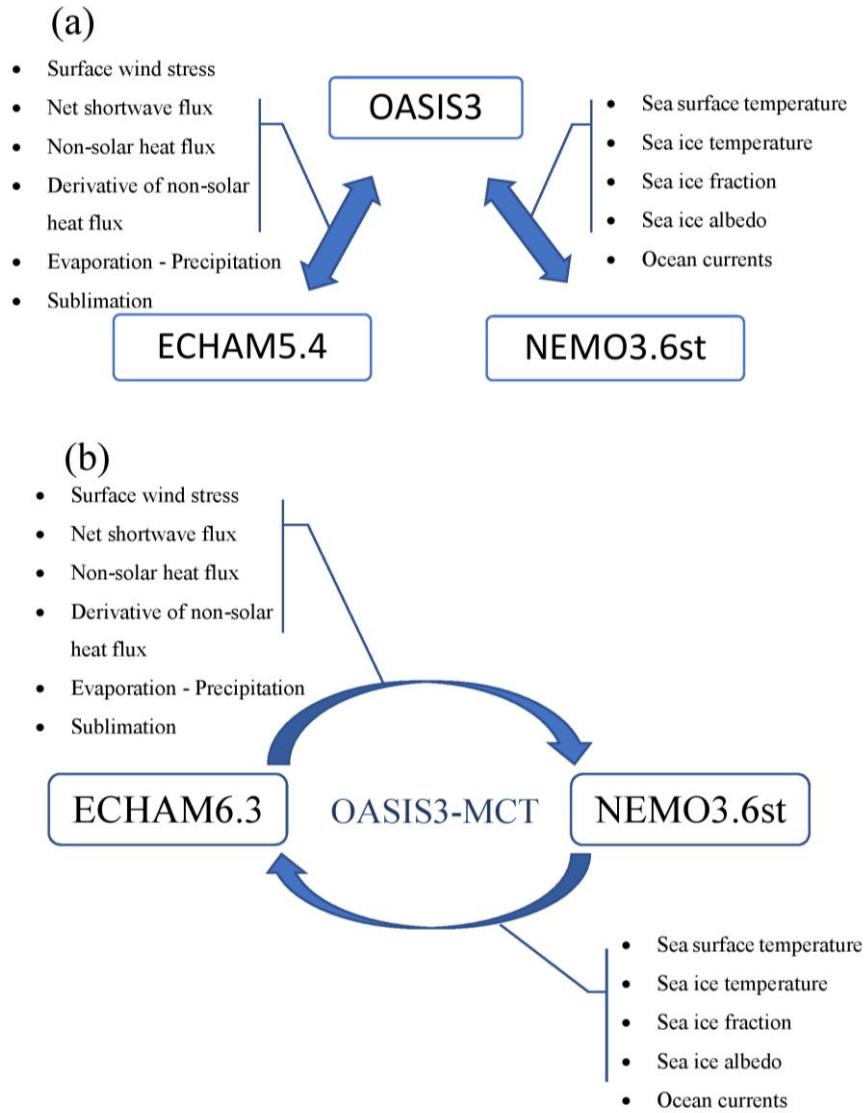 (a)
• Surface wind stress
• Net shortwave flux
• Non-solar heat flux
• Derivative of non-solar
heat flux
• Evaporation - Precipitation
• Sublimation
OASIS3
• Sea surface temperature
• Sea ice temperature
• Sea ice fraction
• Sea ice albedo
• Ocean currents
ECHAM5.4
NEMO3.6st
(b)
• Surface wind stress
• Net shortwave flux
• Non-solar heat flux
• Derivative of non-solar
heat flux
• Evaporation - Precipitation
• Sublimation
ECHAM6.3
OASIS3-MCT
NEMO3.6st
• Sea surface temperature
• Sea ice temperature
• Sea ice fraction
• Sea ice albedo
• Ocean currents